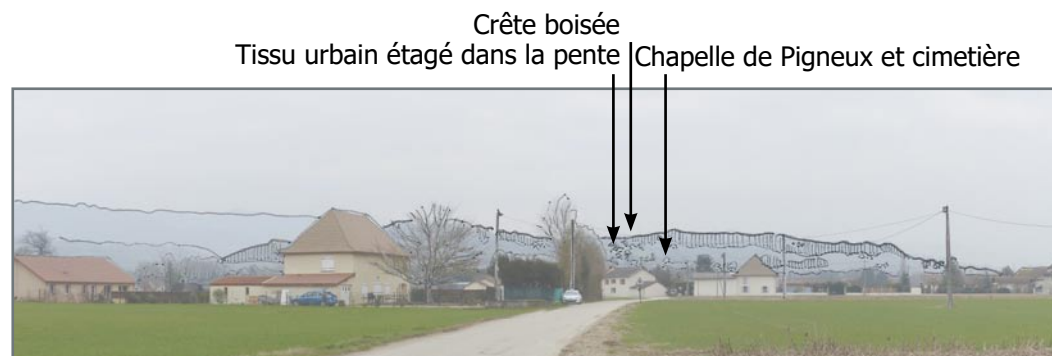 Crête boisée
Tissu urbain étagé dans la pente
Chapelle de Pigneux et cimetière